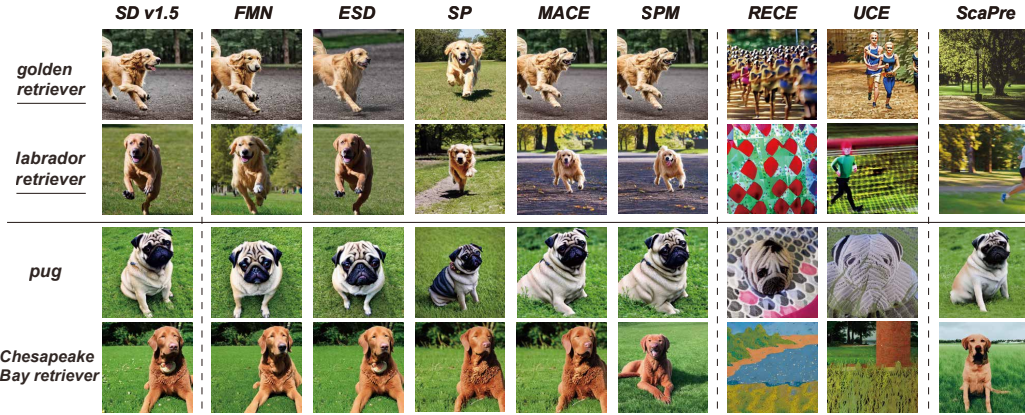 SD v1.5 FMN ESD SP MACE SPM RECE UCE ScaPre
golden
retriever
labrador
retriever
pug
Chesapeake
Bay retriever